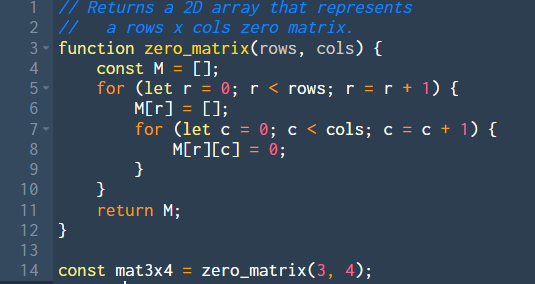 1 // Returns a 2D array that represents
2 //   a rows x cols zero matrix.
3 function zero_matrix(rows, cols) {
4     const M = [];
5     for (let r = 0; r < rows; r = r + 1) {
6         M[r] = [];
7         for (let c = 0; c < cols; c = c + 1) {
8             M[r][c] = 0;
9         }
10     }
11     return M;
12 }
13
14 const mat3x4 = zero_matrix(3, 4);